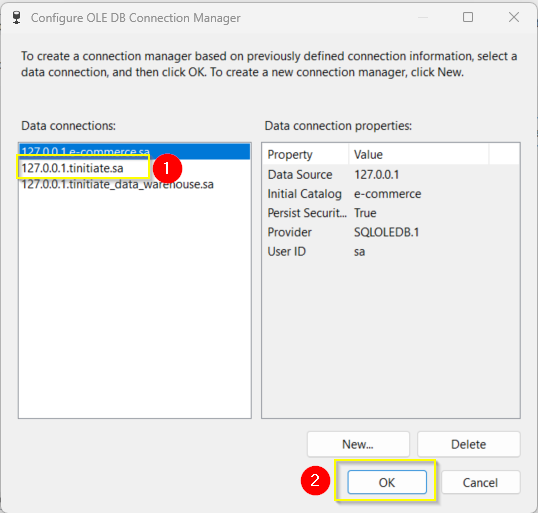 Configure OLE DB Connection Manager
To create a connection manager based on previously defined connection information, select a
data connection, and then click OK. To create a new connection manager, click New.
Data connections:
127.0.0.1.e-commerce.sa
127.0.0.1.tinitiate.sa
1
127.0.0.1.tinitiate_data_warehouse.sa
Data connection properties:
Property Value
Data Source 127.0.0.1
Initial Catalog e-commerce
Persist Securit... True
Provider SQLOLEDB.1
User ID sa
New... Delete
2 OK Cancel